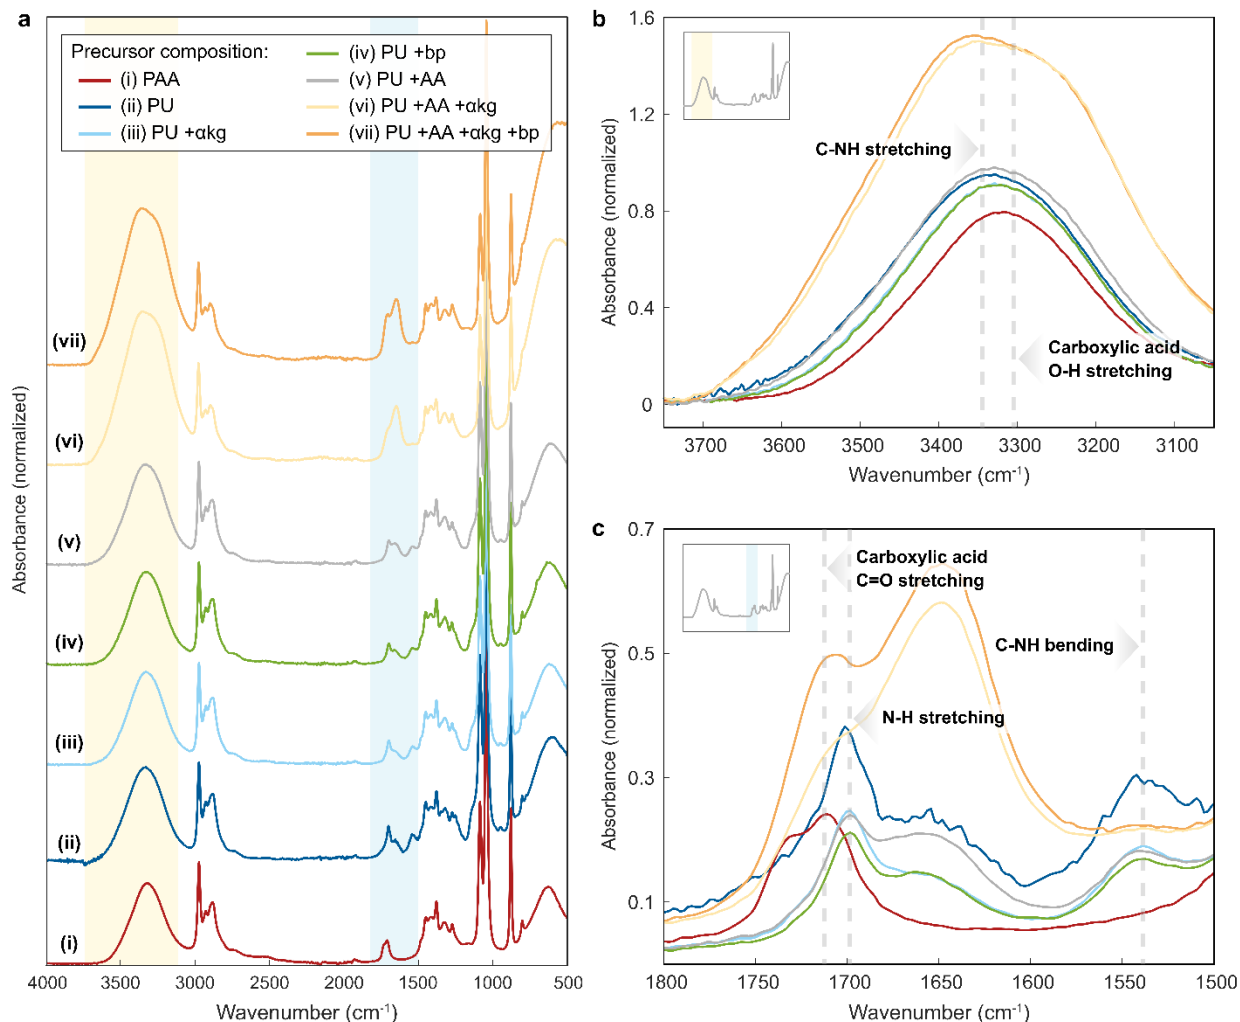 a
Precursor composition:
(i) PAA
(ii) PU
(iii) PU +αkg
(iv) PU +bp
(v) PU +AA
(vi) PU +AA +αkg
(vii) PU +AA +αkg +bp
(vii)
(vi)
(v)
(iv)
(iii)
(ii)
(i)
Absorbance (normalized)
4000 3500 3000 2500 2000 1500 1000 500
Wavenumber (cm⁻¹)
b
1.6
1.2
0.8
0.4
0
Absorbance (normalized)
C-NH stretching
Carboxylic acid
O-H stretching
3700 3600 3500 3400 3300 3200 3100
Wavenumber (cm⁻¹)
c
0.7
0.5
0.3
0.1
Absorbance (normalized)
Carboxylic acid
C=O stretching
C-NH bending
N-H stretching
1800 1750 1700 1650 1600 1550 1500
Wavenumber (cm⁻¹)